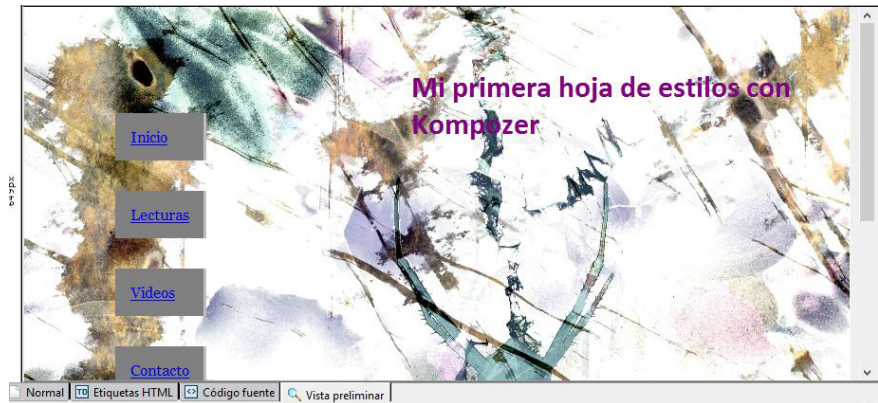 Mi primera hoja de estilos con
Kompozer
Inicio
Lecturas
Videos
Contacto
Normal
Etiquetas HTML
Código fuente
Vista preliminar